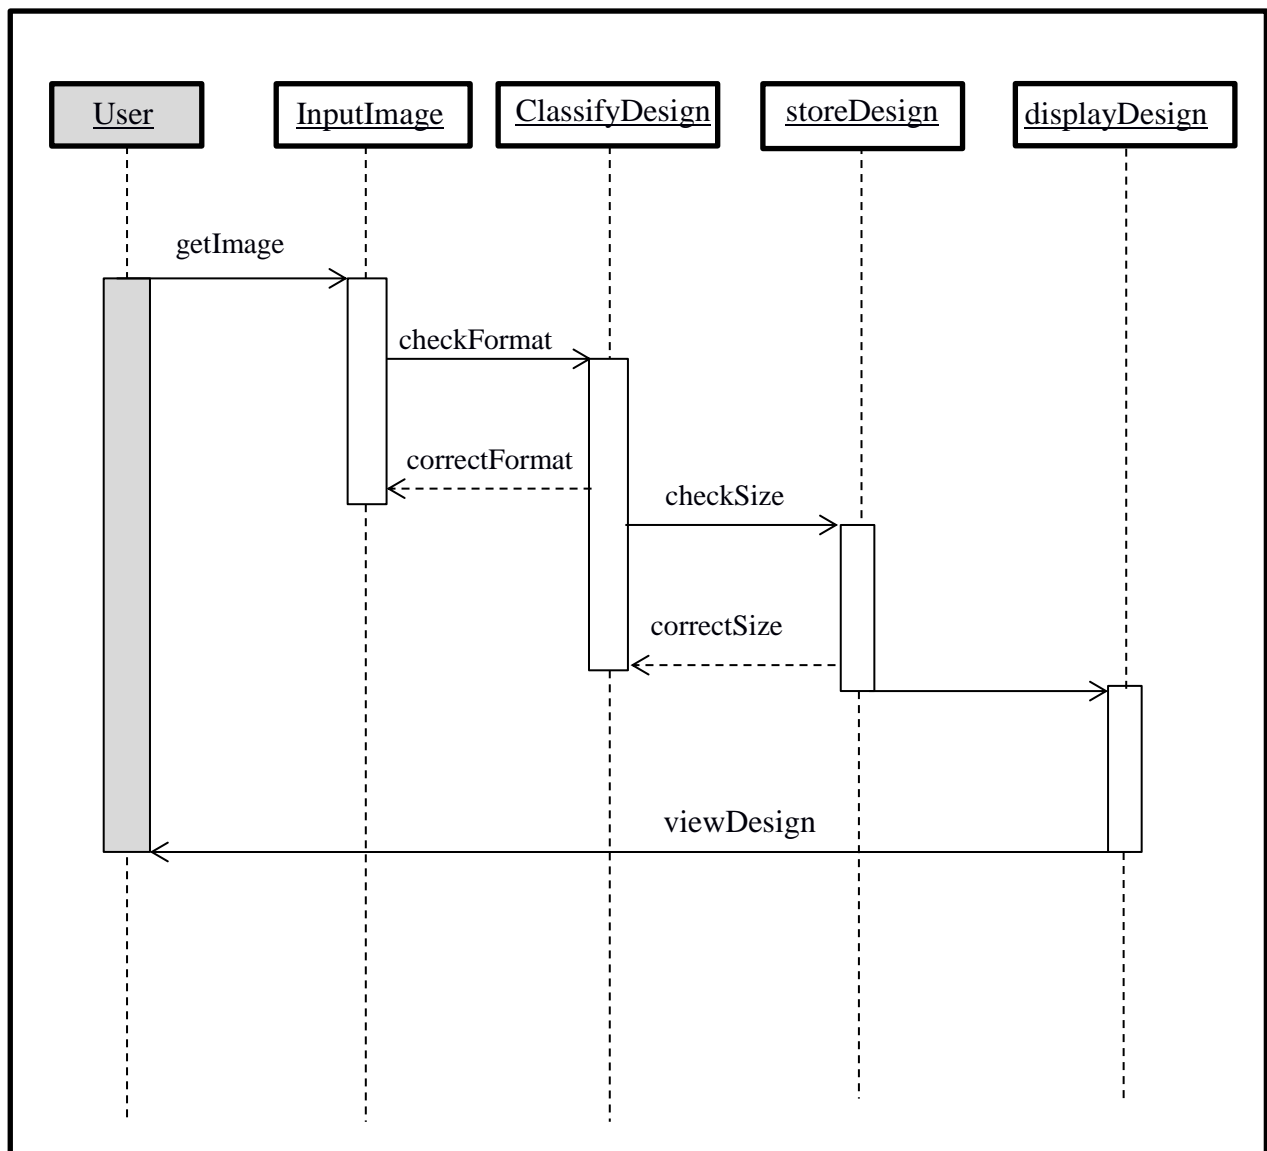 User
InputImage
ClassifyDesign
storeDesign
displayDesign
getImage
checkFormat
correctFormat
checkSize
correctSize
viewDesign